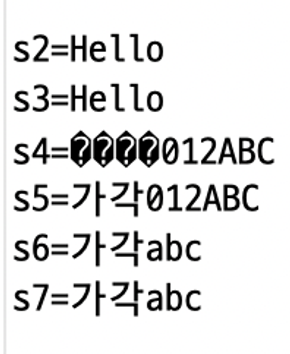 s2=Hello
s3=Hello
s4=����012ABC
s5=가각012ABC
s6=가각abc
s7=가각abc